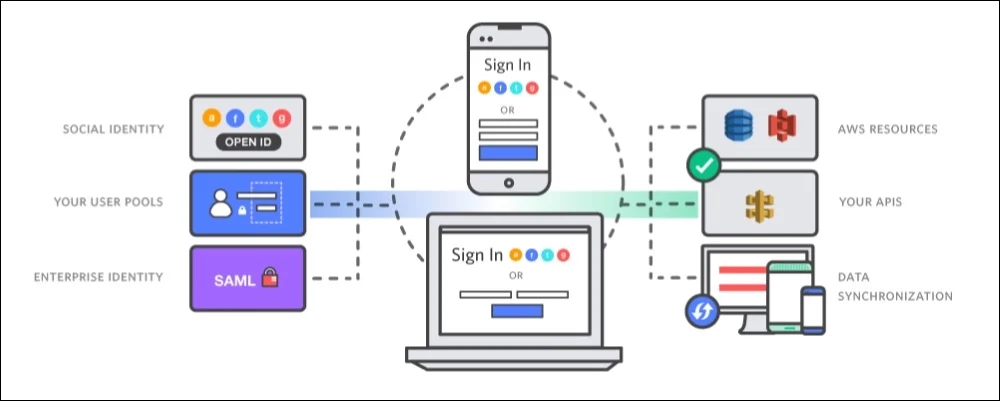 SOCIAL IDENTITY
a f t g
OPEN ID
YOUR USER POOLS
ENTERPRISE IDENTITY
SAML
Sign In
a f t g
OR
Sign In a f t g
OR
AWS RESOURCES
YOUR APIS
DATA
SYNCHRONIZATION